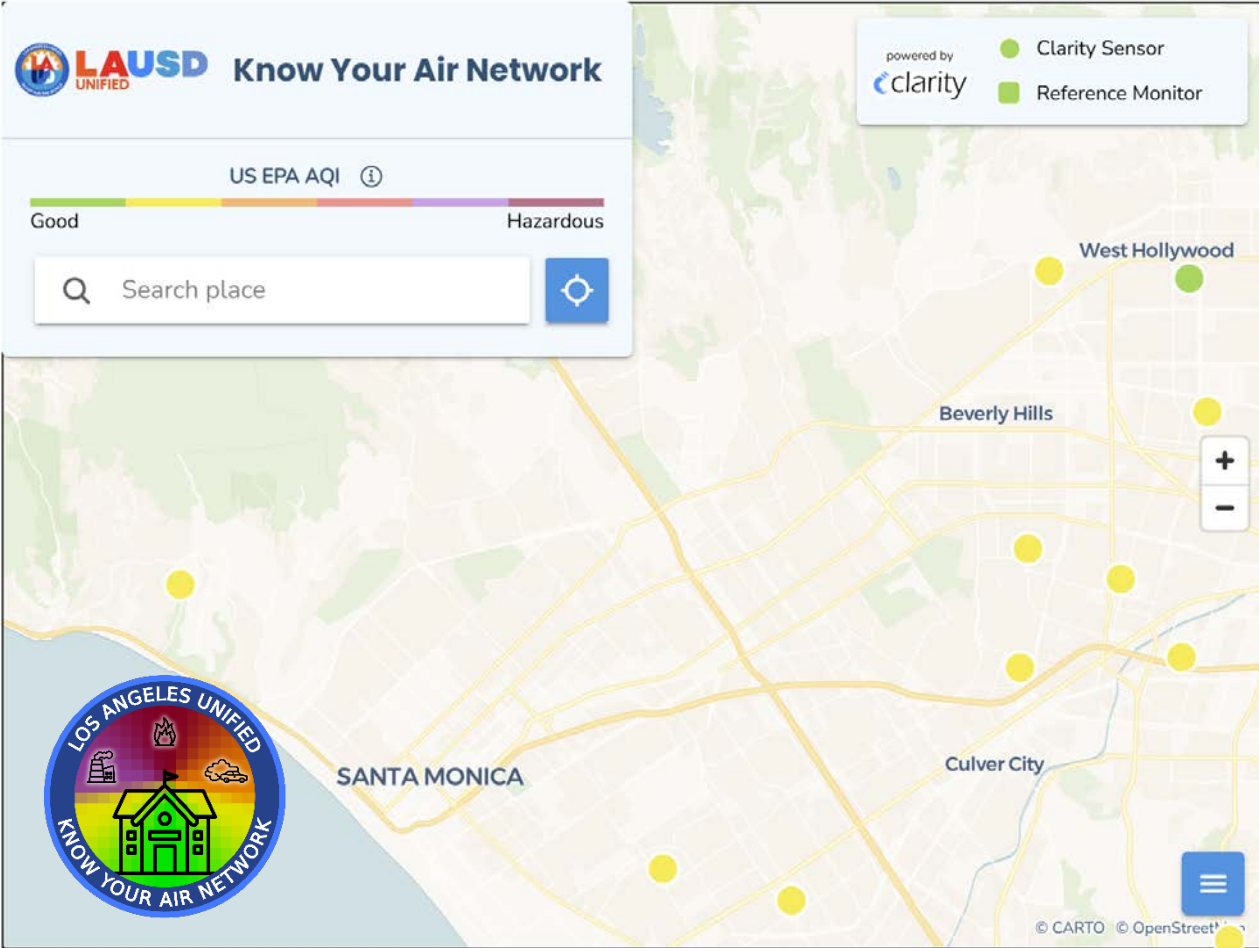 LAUSD
UNIFIED
Know Your Air Network
powered by
clarity
Clarity Sensor
Reference Monitor
US EPA AQI
Good
Hazardous
Search place
West Hollywood
Beverly Hills
+
−
LOS ANGELES UNIFIED
KNOW YOUR AIR NETWORK
SANTA MONICA
Culver City
© CARTO © OpenStreet